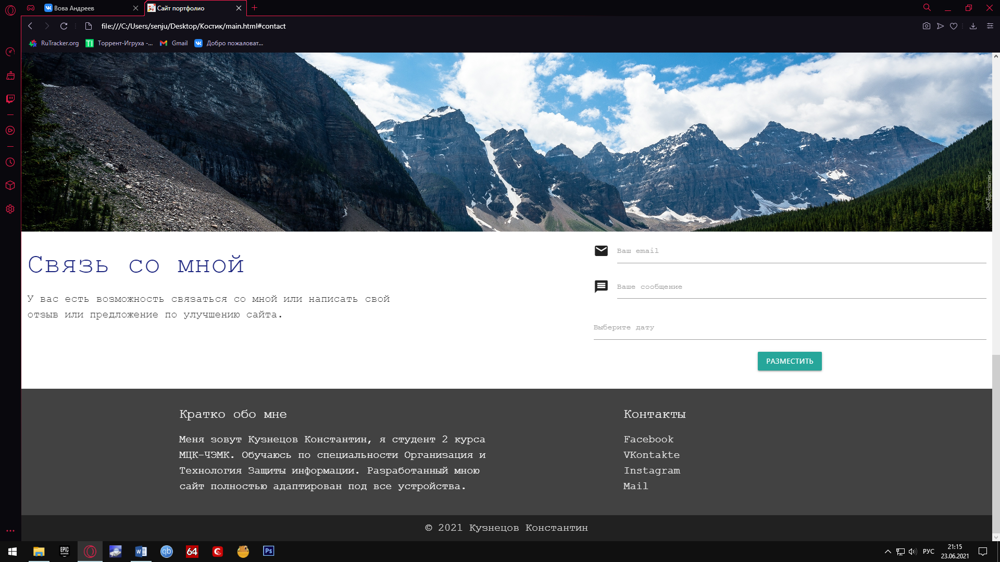 Вова Андреев
Сайт портфолио
file:///C:/Users/senju/Desktop/Костик/main.html#contact
RuTracker.org
TI
Торрент-Игруха -...
Gmail
Добро пожаловат...
Tapeciarnia.pl
Связь со мной
У вас есть возможность связаться со мной или написать свой
отзыв или предложение по улучшению сайта.
Ваш email
Ваше сообщение
Выберите дату
РАЗМЕСТИТЬ
Кратко обо мне
Меня зовут Кузнецов Константин, я студент 2 курса
МЦК-ЧЭМК. Обучаюсь по специальности Организация и
Технология Защиты информации. Разработанный мною
сайт полностью адаптирован под все устройства.
Контакты
Facebook
VKontakte
Instagram
Mail
© 2021 Кузнецов Константин
EPIC
GAMES
qb
64
Ps
РУС
21:15
23.06.2021